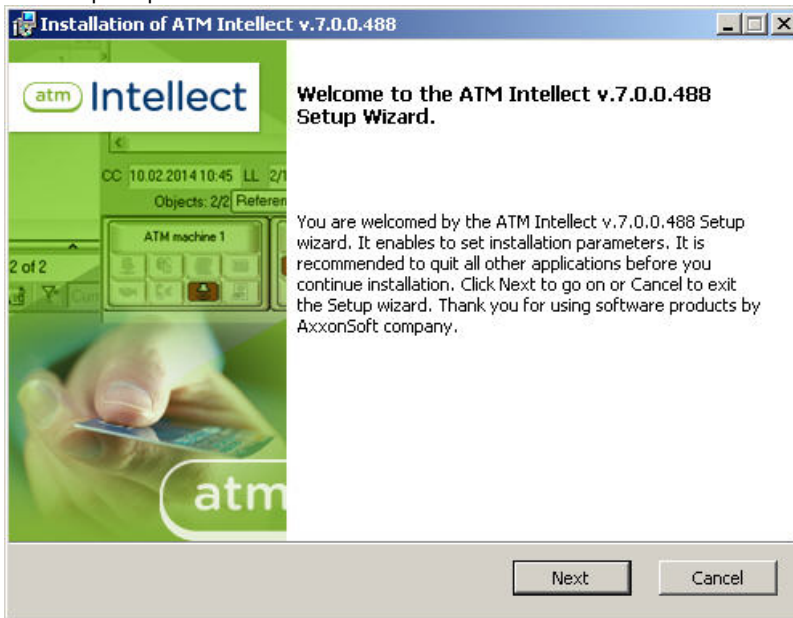 Installation of ATM Intellect v.7.0.0.488
atm Intellect
Welcome to the ATM Intellect v.7.0.0.488
Setup Wizard.
CC 10.02.2014 10:45 LL 2/
Objects: 2/2 Referen
ATM machine 1
2 of 2
You are welcomed by the ATM Intellect v.7.0.0.488 Setup
wizard. It enables to set installation parameters. It is
recommended to quit all other applications before you
continue installation. Click Next to go on or Cancel to exit
the Setup wizard. Thank you for using software products by
AxxonSoft company.
atm
Next
Cancel